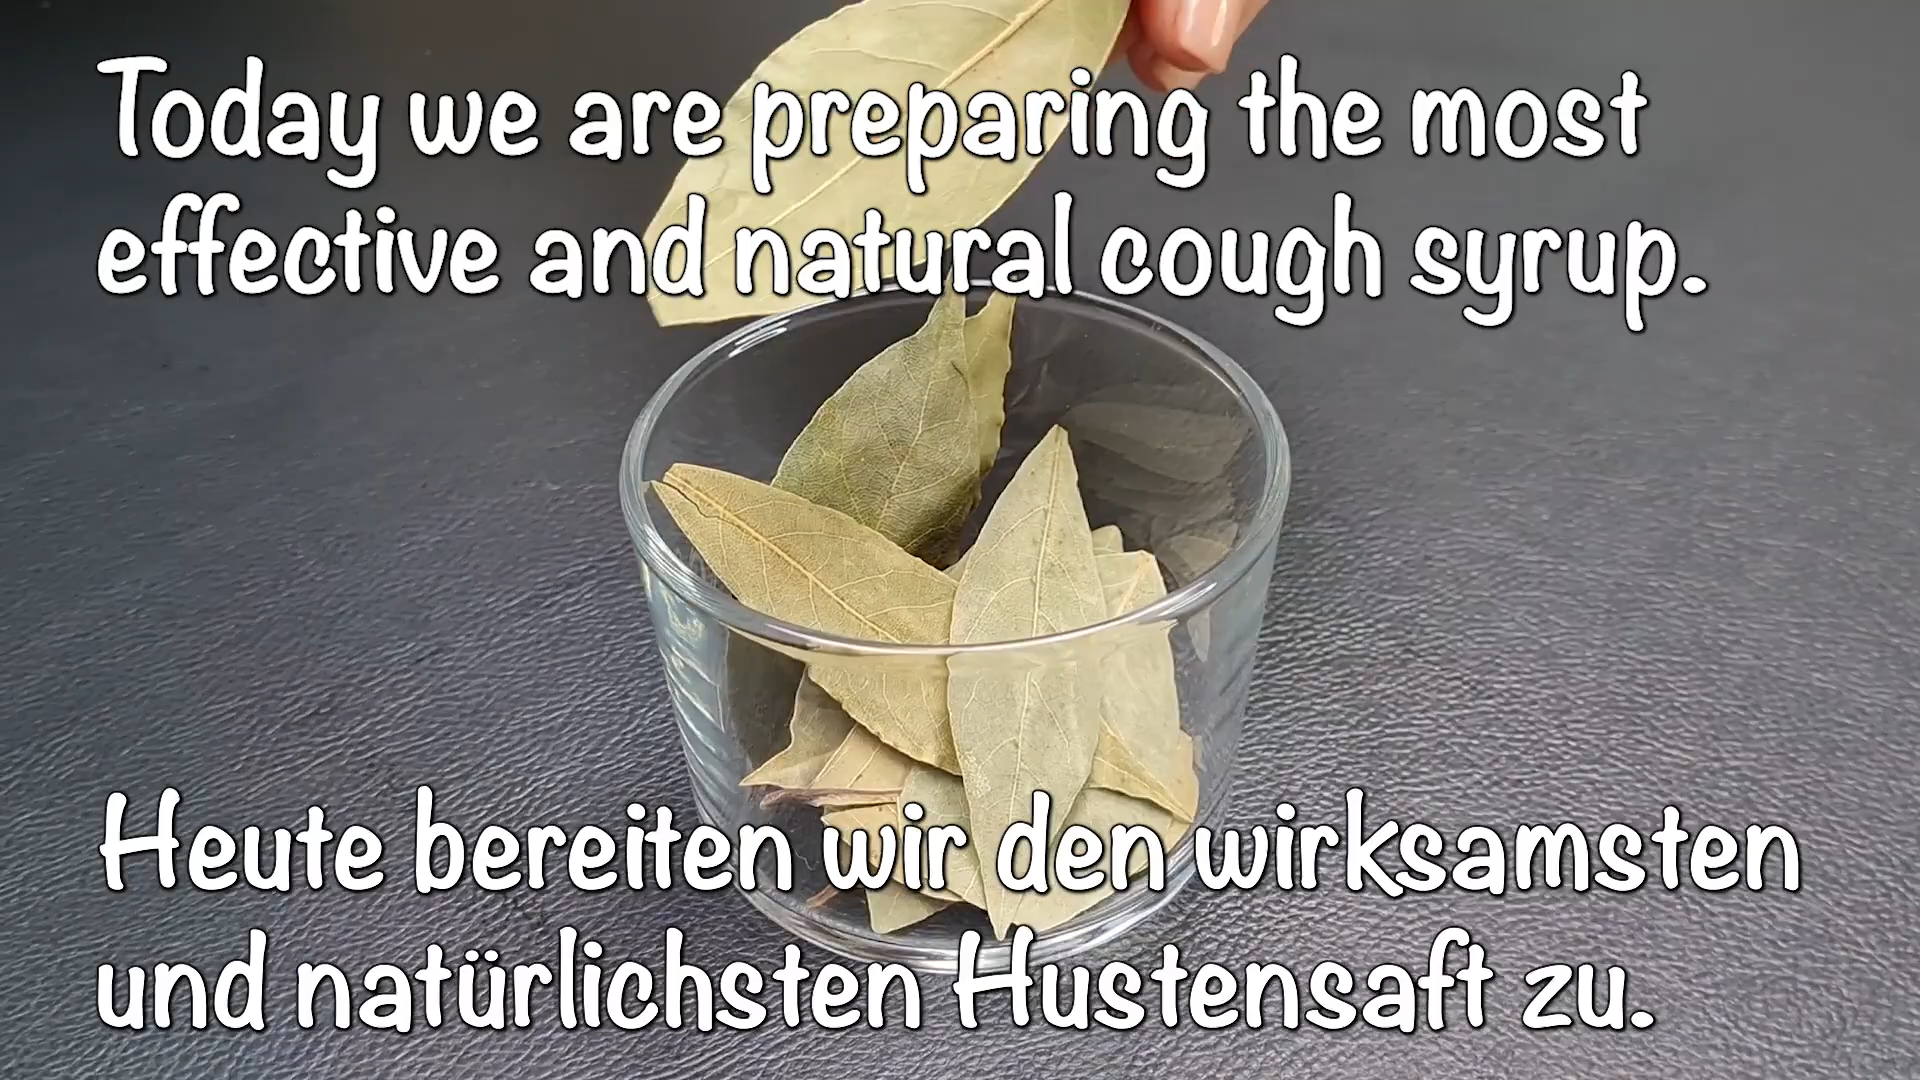 Today we are preparing the most
effective and natural cough syrup.
Heute bereiten wir den wirksamsten
und natürlichsten Hustensaft zu.